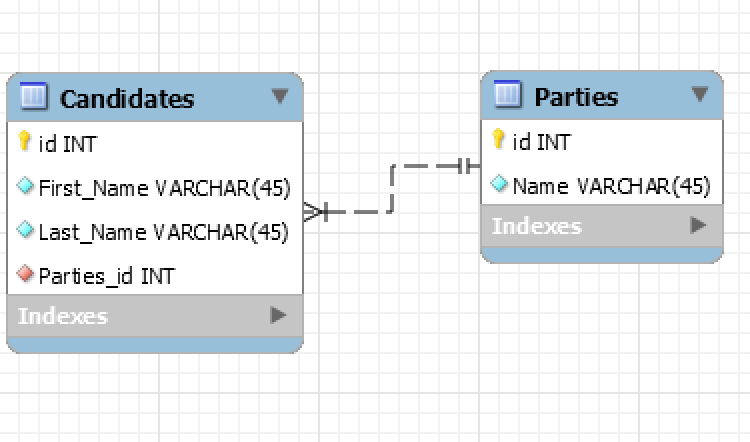 Candidates
id INT
First_Name VARCHAR(45)
Last_Name VARCHAR(45)
Parties_id INT
Indexes
Parties
id INT
Name VARCHAR(45)
Indexes